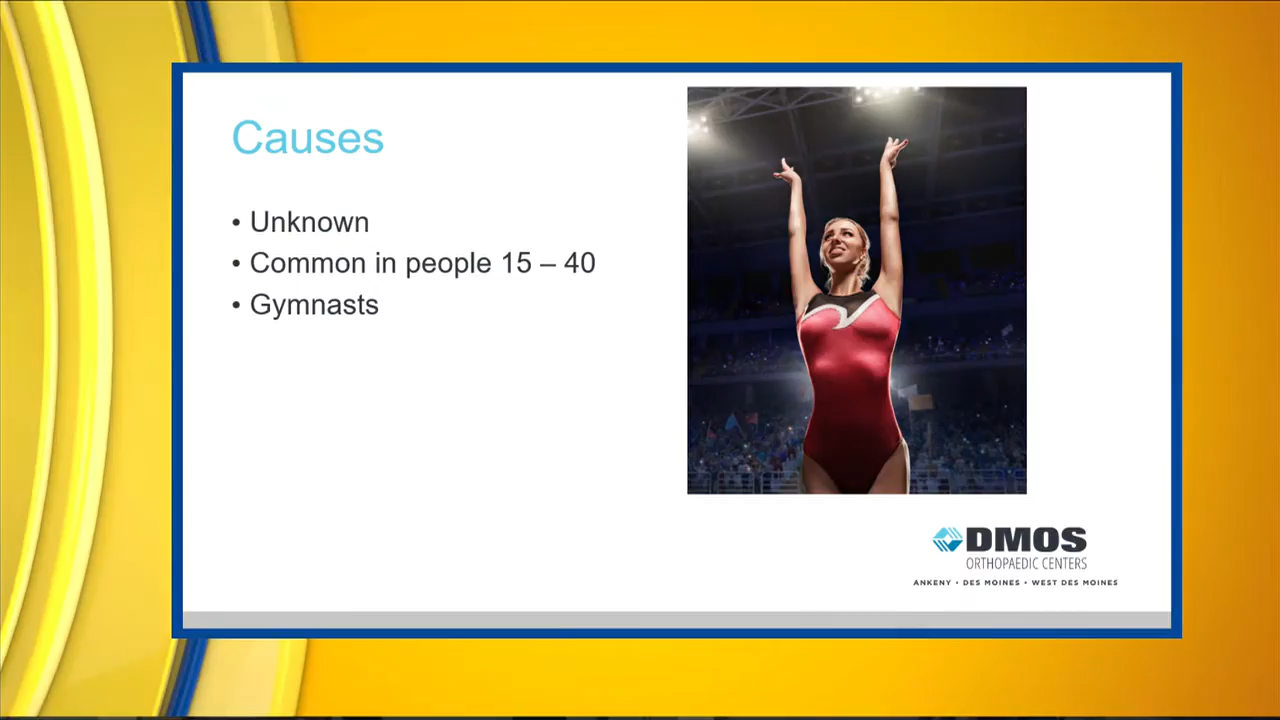 Causes
• Unknown
• Common in people 15 – 40
• Gymnasts
DMOS
ORTHOPAEDIC CENTERS
ANKENY • DES MOINES • WEST DES MOINES